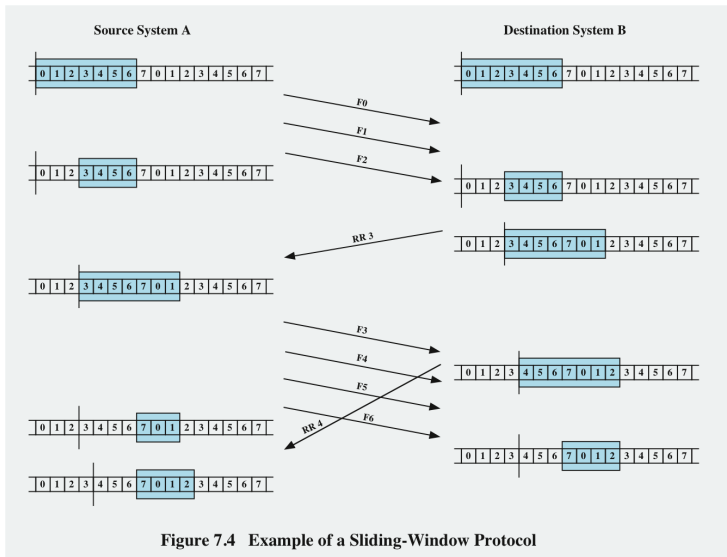 Source System A
Destination System B
0 1 2 3 4 5 6 7 0 1 2 3 4 5 6 7
0 1 2 3 4 5 6 7 0 1 2 3 4 5 6 7
F0
F1
F2
0 1 2 3 4 5 6 7 0 1 2 3 4 5 6 7
0 1 2 3 4 5 6 7 0 1 2 3 4 5 6 7
RR 3
0 1 2 3 4 5 6 7 0 1 2 3 4 5 6 7
0 1 2 3 4 5 6 7 0 1 2 3 4 5 6 7
F3
F4
F5
F6
RR 4
0 1 2 3 4 5 6 7 0 1 2 3 4 5 6 7
0 1 2 3 4 5 6 7 0 1 2 3 4 5 6 7
0 1 2 3 4 5 6 7 0 1 2 3 4 5 6 7
0 1 2 3 4 5 6 7 0 1 2 3 4 5 6 7
Figure 7.4 Example of a Sliding-Window Protocol